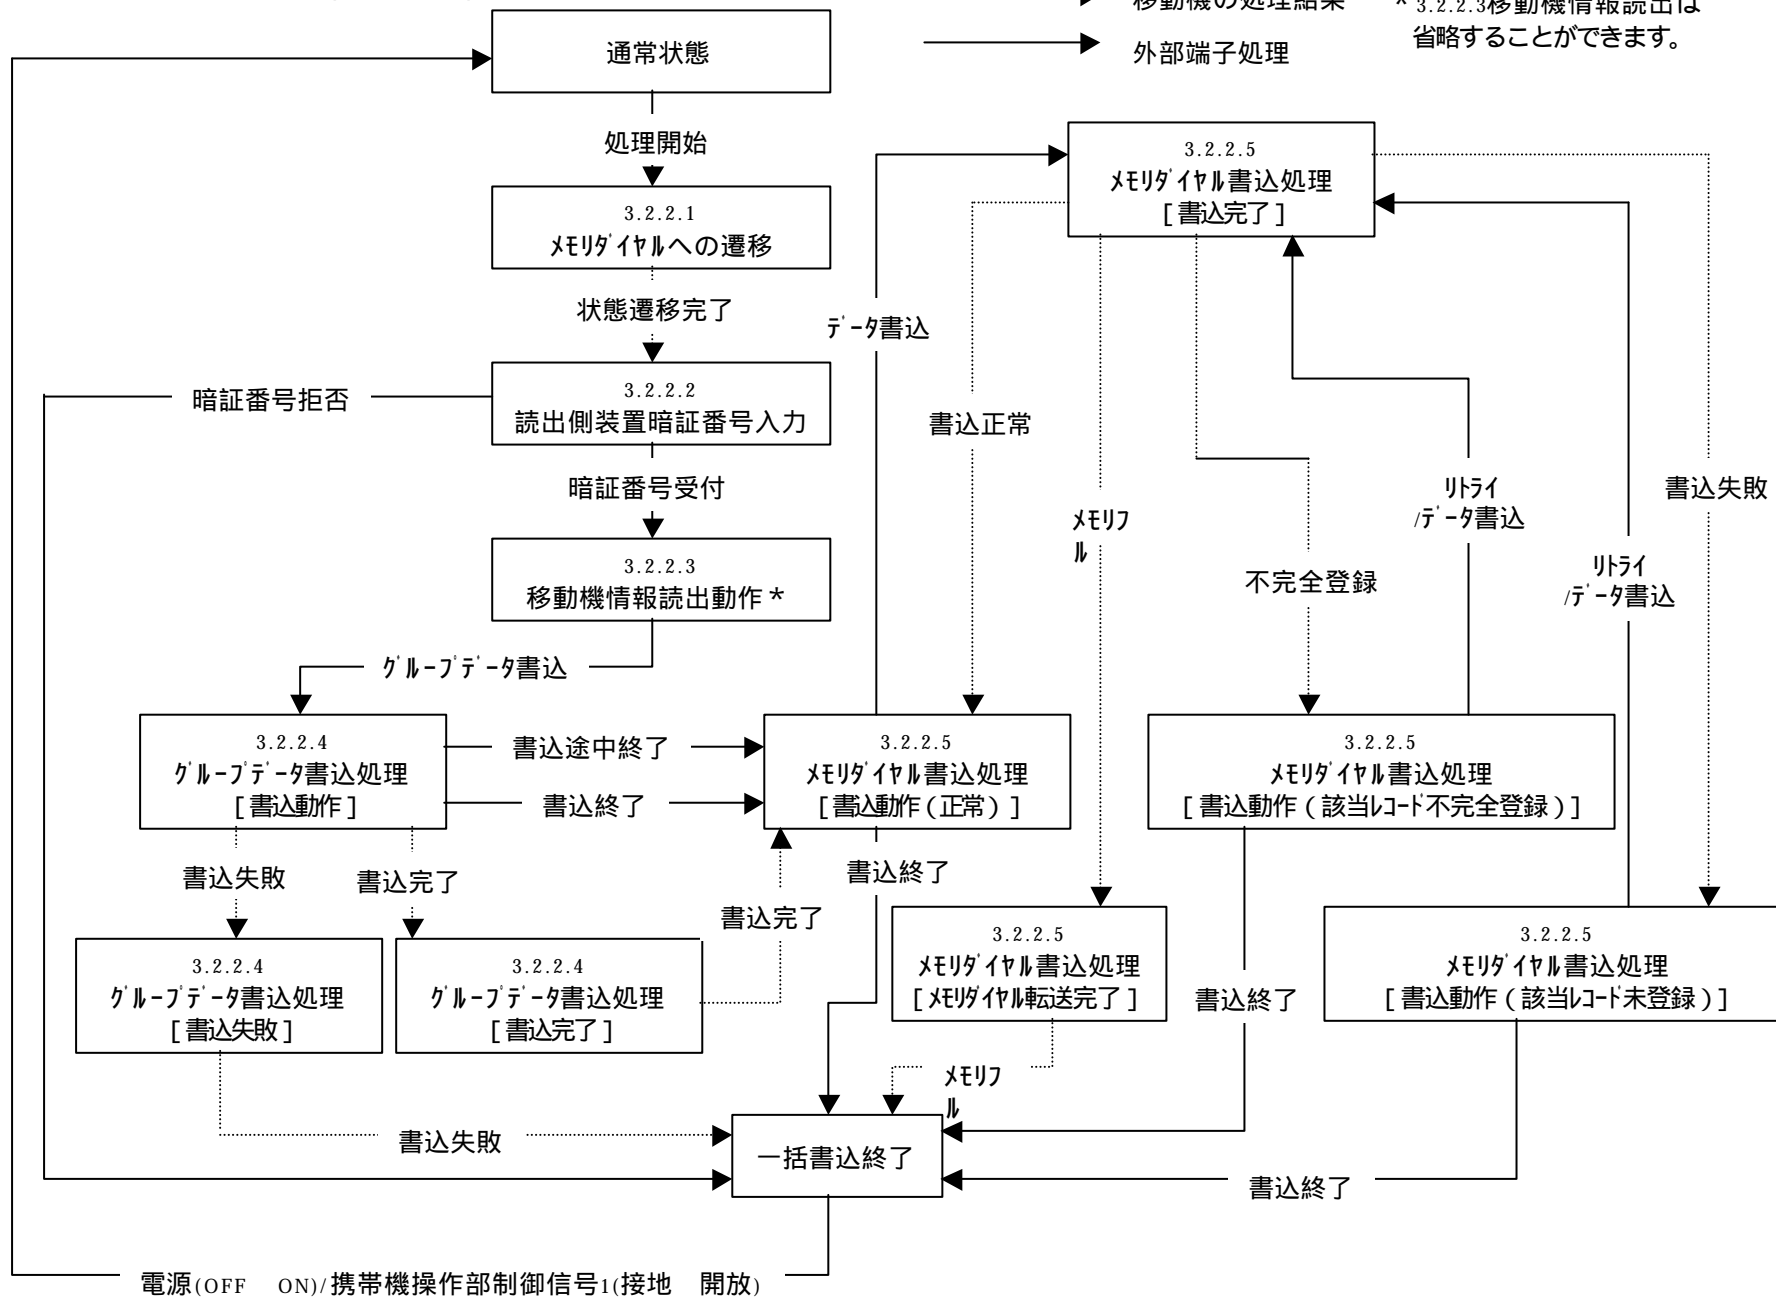 移動機の処理結果
* 3.2.2.3移動機情報読出は
省略することができます。
外部端子処理
通常状態
処理開始
3.2.2.1
ﾒﾓﾘﾀﾞｲﾔﾙへの遷移
状態遷移完了
3.2.2.2
読出側装置暗証番号入力
暗証番号拒否
暗証番号受付
3.2.2.3
移動機情報読出動作*
ｸﾞﾙｰﾌﾟﾃﾞｰﾀ書込
3.2.2.4
ｸﾞﾙｰﾌﾟﾃﾞｰﾀ書込処理
[書込動作]
書込途中終了
書込終了
書込失敗
書込完了
3.2.2.4
ｸﾞﾙｰﾌﾟﾃﾞｰﾀ書込処理
[書込失敗]
3.2.2.4
ｸﾞﾙｰﾌﾟﾃﾞｰﾀ書込処理
[書込完了]
書込完了
3.2.2.5
ﾒﾓﾘﾀﾞｲﾔﾙ書込処理
[書込動作(正常)]
ﾃﾞｰﾀ書込
3.2.2.5
ﾒﾓﾘﾀﾞｲﾔﾙ書込処理
[書込完了]
書込正常
ﾒﾓﾘﾌ
ﾙ
不完全登録
ﾘﾄﾗｲ
/ﾃﾞｰﾀ書込
ﾘﾄﾗｲ
/ﾃﾞｰﾀ書込
書込失敗
3.2.2.5
ﾒﾓﾘﾀﾞｲﾔﾙ書込処理
[書込動作(該当ﾚｺｰﾄﾞ不完全登録)]
書込終了
3.2.2.5
ﾒﾓﾘﾀﾞｲﾔﾙ書込処理
[ﾒﾓﾘﾀﾞｲﾔﾙ転送完了]
3.2.2.5
ﾒﾓﾘﾀﾞｲﾔﾙ書込処理
[書込動作(該当ﾚｺｰﾄﾞ未登録)]
書込終了
ﾒﾓﾘﾌ
ﾙ
書込失敗
一括書込終了
書込終了
電源(OFF ON)/携帯機操作部制御信号1(接地 開放)